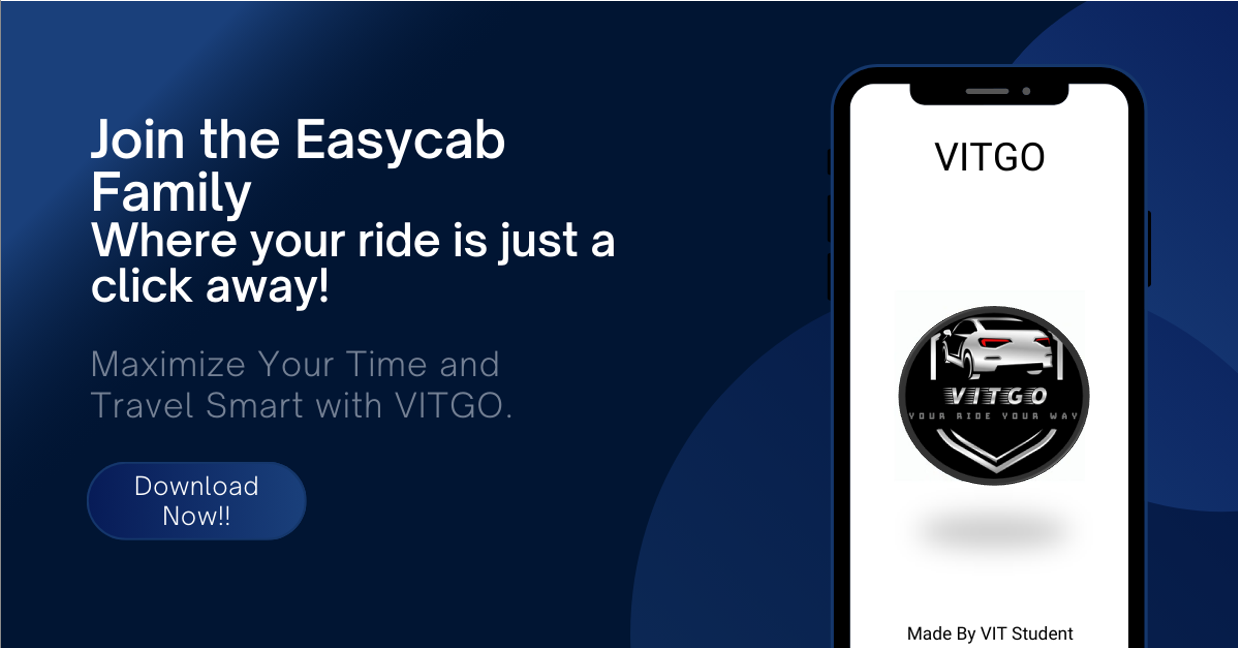 Join the Easycab
Family
Where your ride is just a
click away!
Maximize Your Time and
Travel Smart with VITGO.
Download
Now!!
VITGO
VITGO
YOUR RIDE YOUR WAY
Made By VIT Student